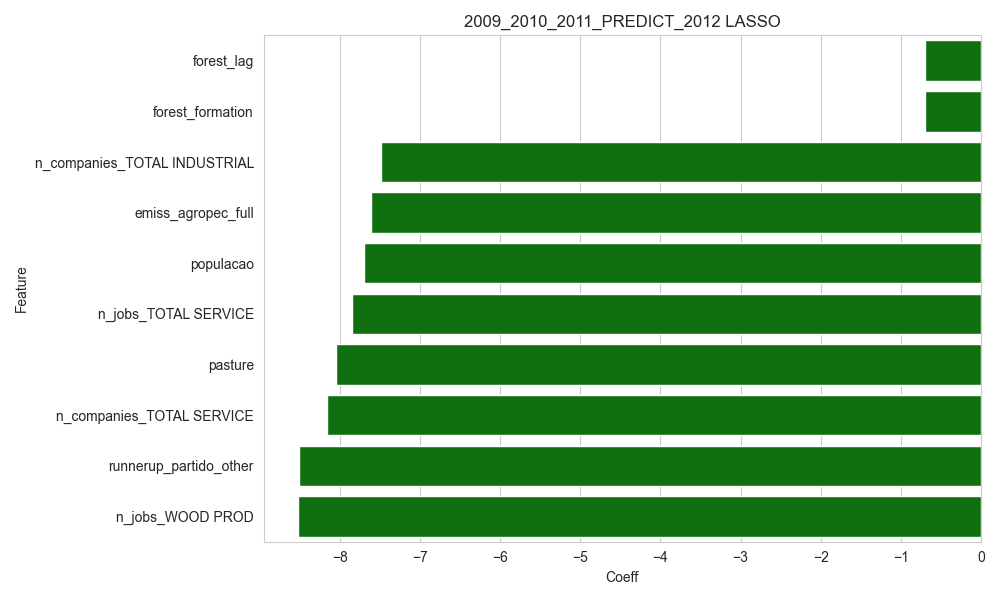 2009_2010_2011_PREDICT_2012 LASSO
forest_lag
forest_formation
n_companies_TOTAL INDUSTRIAL
emiss_agropec_full
populacao
n_jobs_TOTAL SERVICE
pasture
n_companies_TOTAL SERVICE
runnerup_partido_other
n_jobs_WOOD PROD
Feature
−8 −7 −6 −5 −4 −3 −2 −1 0
Coeff